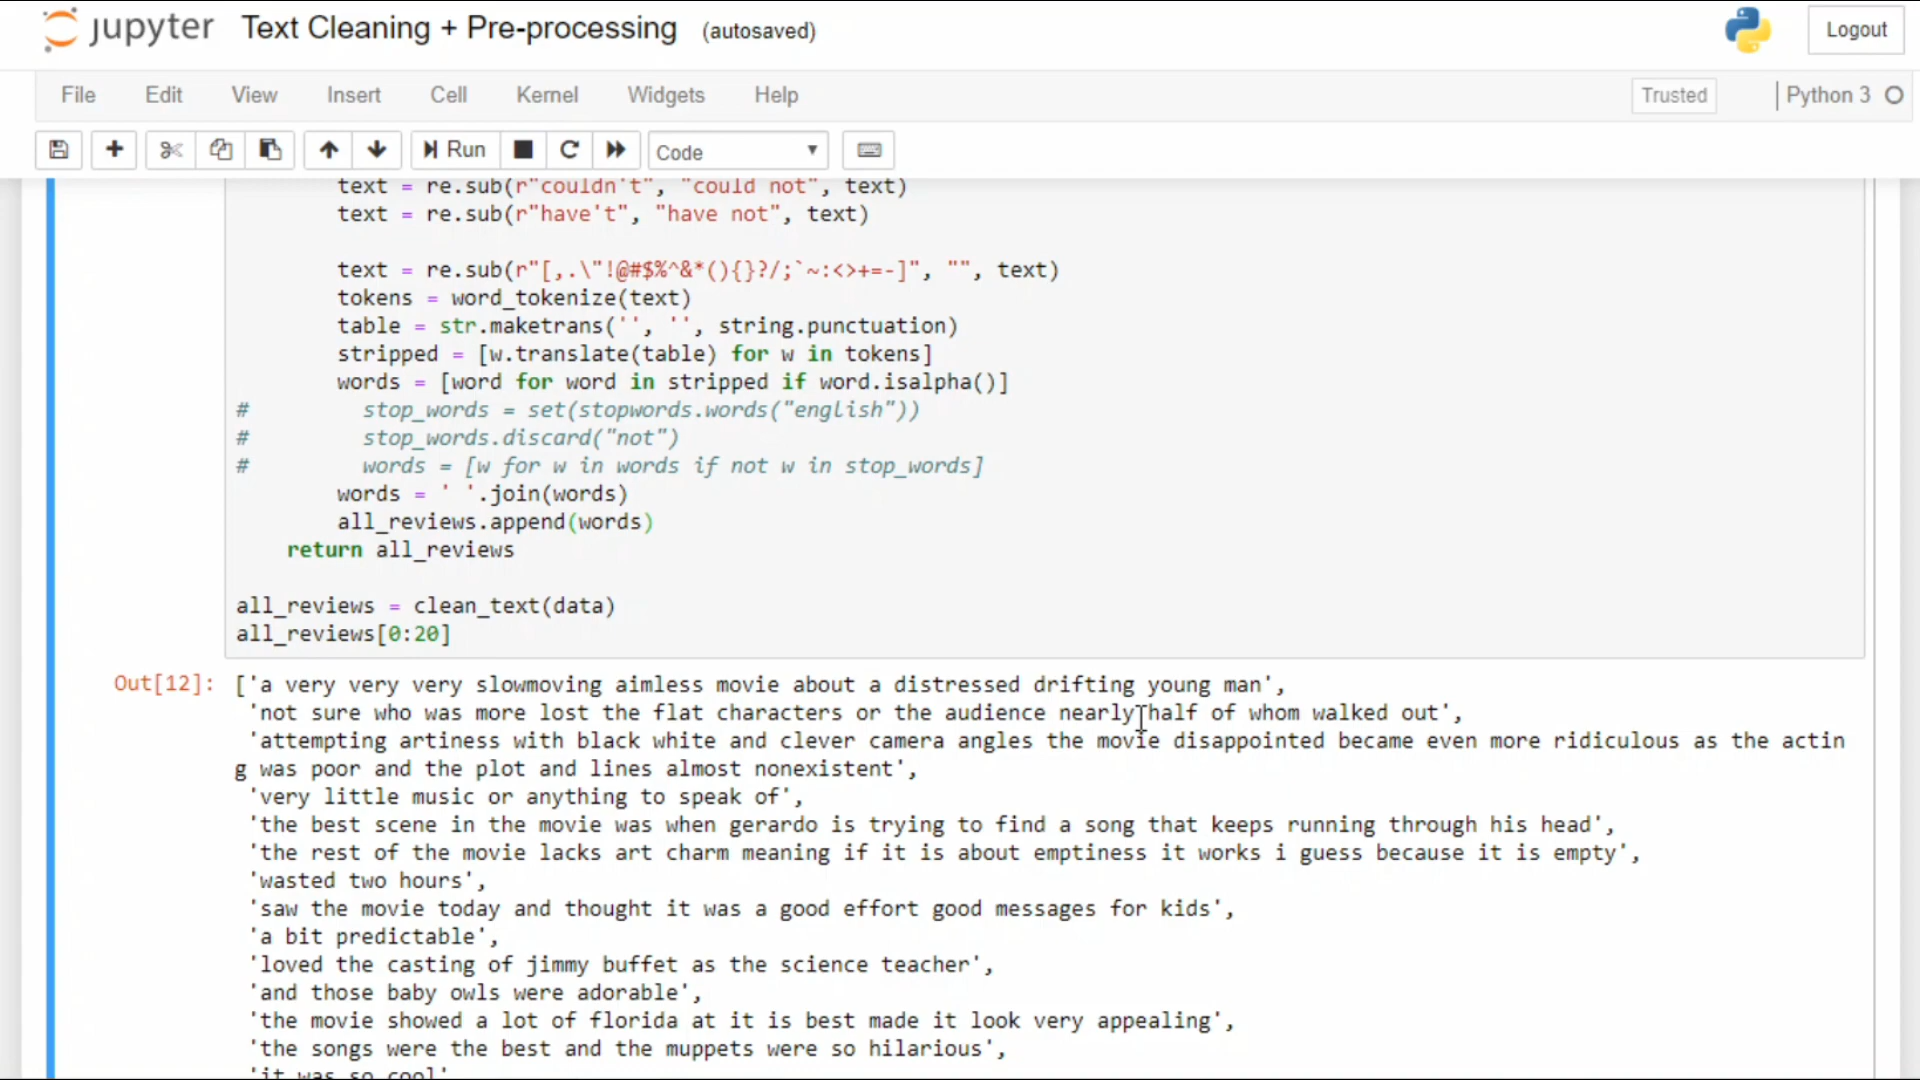 jupyter Text Cleaning + Pre-processing (autosaved) Logout
File Edit View Insert Cell Kernel Widgets Help Trusted Python 3
Run Code
text = re.sub(r"couldn't", "could not", text)
text = re.sub(r"have't", "have not", text)
text = re.sub(r"[,.\"!@#$%^&*(){}?/;`~:<>+=-]", "", text)
tokens = word_tokenize(text)
table = str.maketrans('', '', string.punctuation)
stripped = [w.translate(table) for w in tokens]
words = [word for word in stripped if word.isalpha()]
# stop_words = set(stopwords.words("english"))
# stop_words.discard("not")
# words = [w for w in words if not w in stop_words]
words = ' '.join(words)
all_reviews.append(words)
return all_reviews
all_reviews = clean_text(data)
all_reviews[0:20]
Out[12]: ['a very very very slowmoving aimless movie about a distressed drifting young man',
'not sure who was more lost the flat characters or the audience nearly half of whom walked out',
'attempting artiness with black white and clever camera angles the movie disappointed became even more ridiculous as the actin
g was poor and the plot and lines almost nonexistent',
'very little music or anything to speak of',
'the best scene in the movie was when gerardo is trying to find a song that keeps running through his head',
'the rest of the movie lacks art charm meaning if it is about emptiness it works i guess because it is empty',
'wasted two hours',
'saw the movie today and thought it was a good effort good messages for kids',
'a bit predictable',
'loved the casting of jimmy buffet as the science teacher',
'and those baby owls were adorable',
'the movie showed a lot of florida at it is best made it look very appealing',
'the songs were the best and the muppets were so hilarious',
'it was so cool'